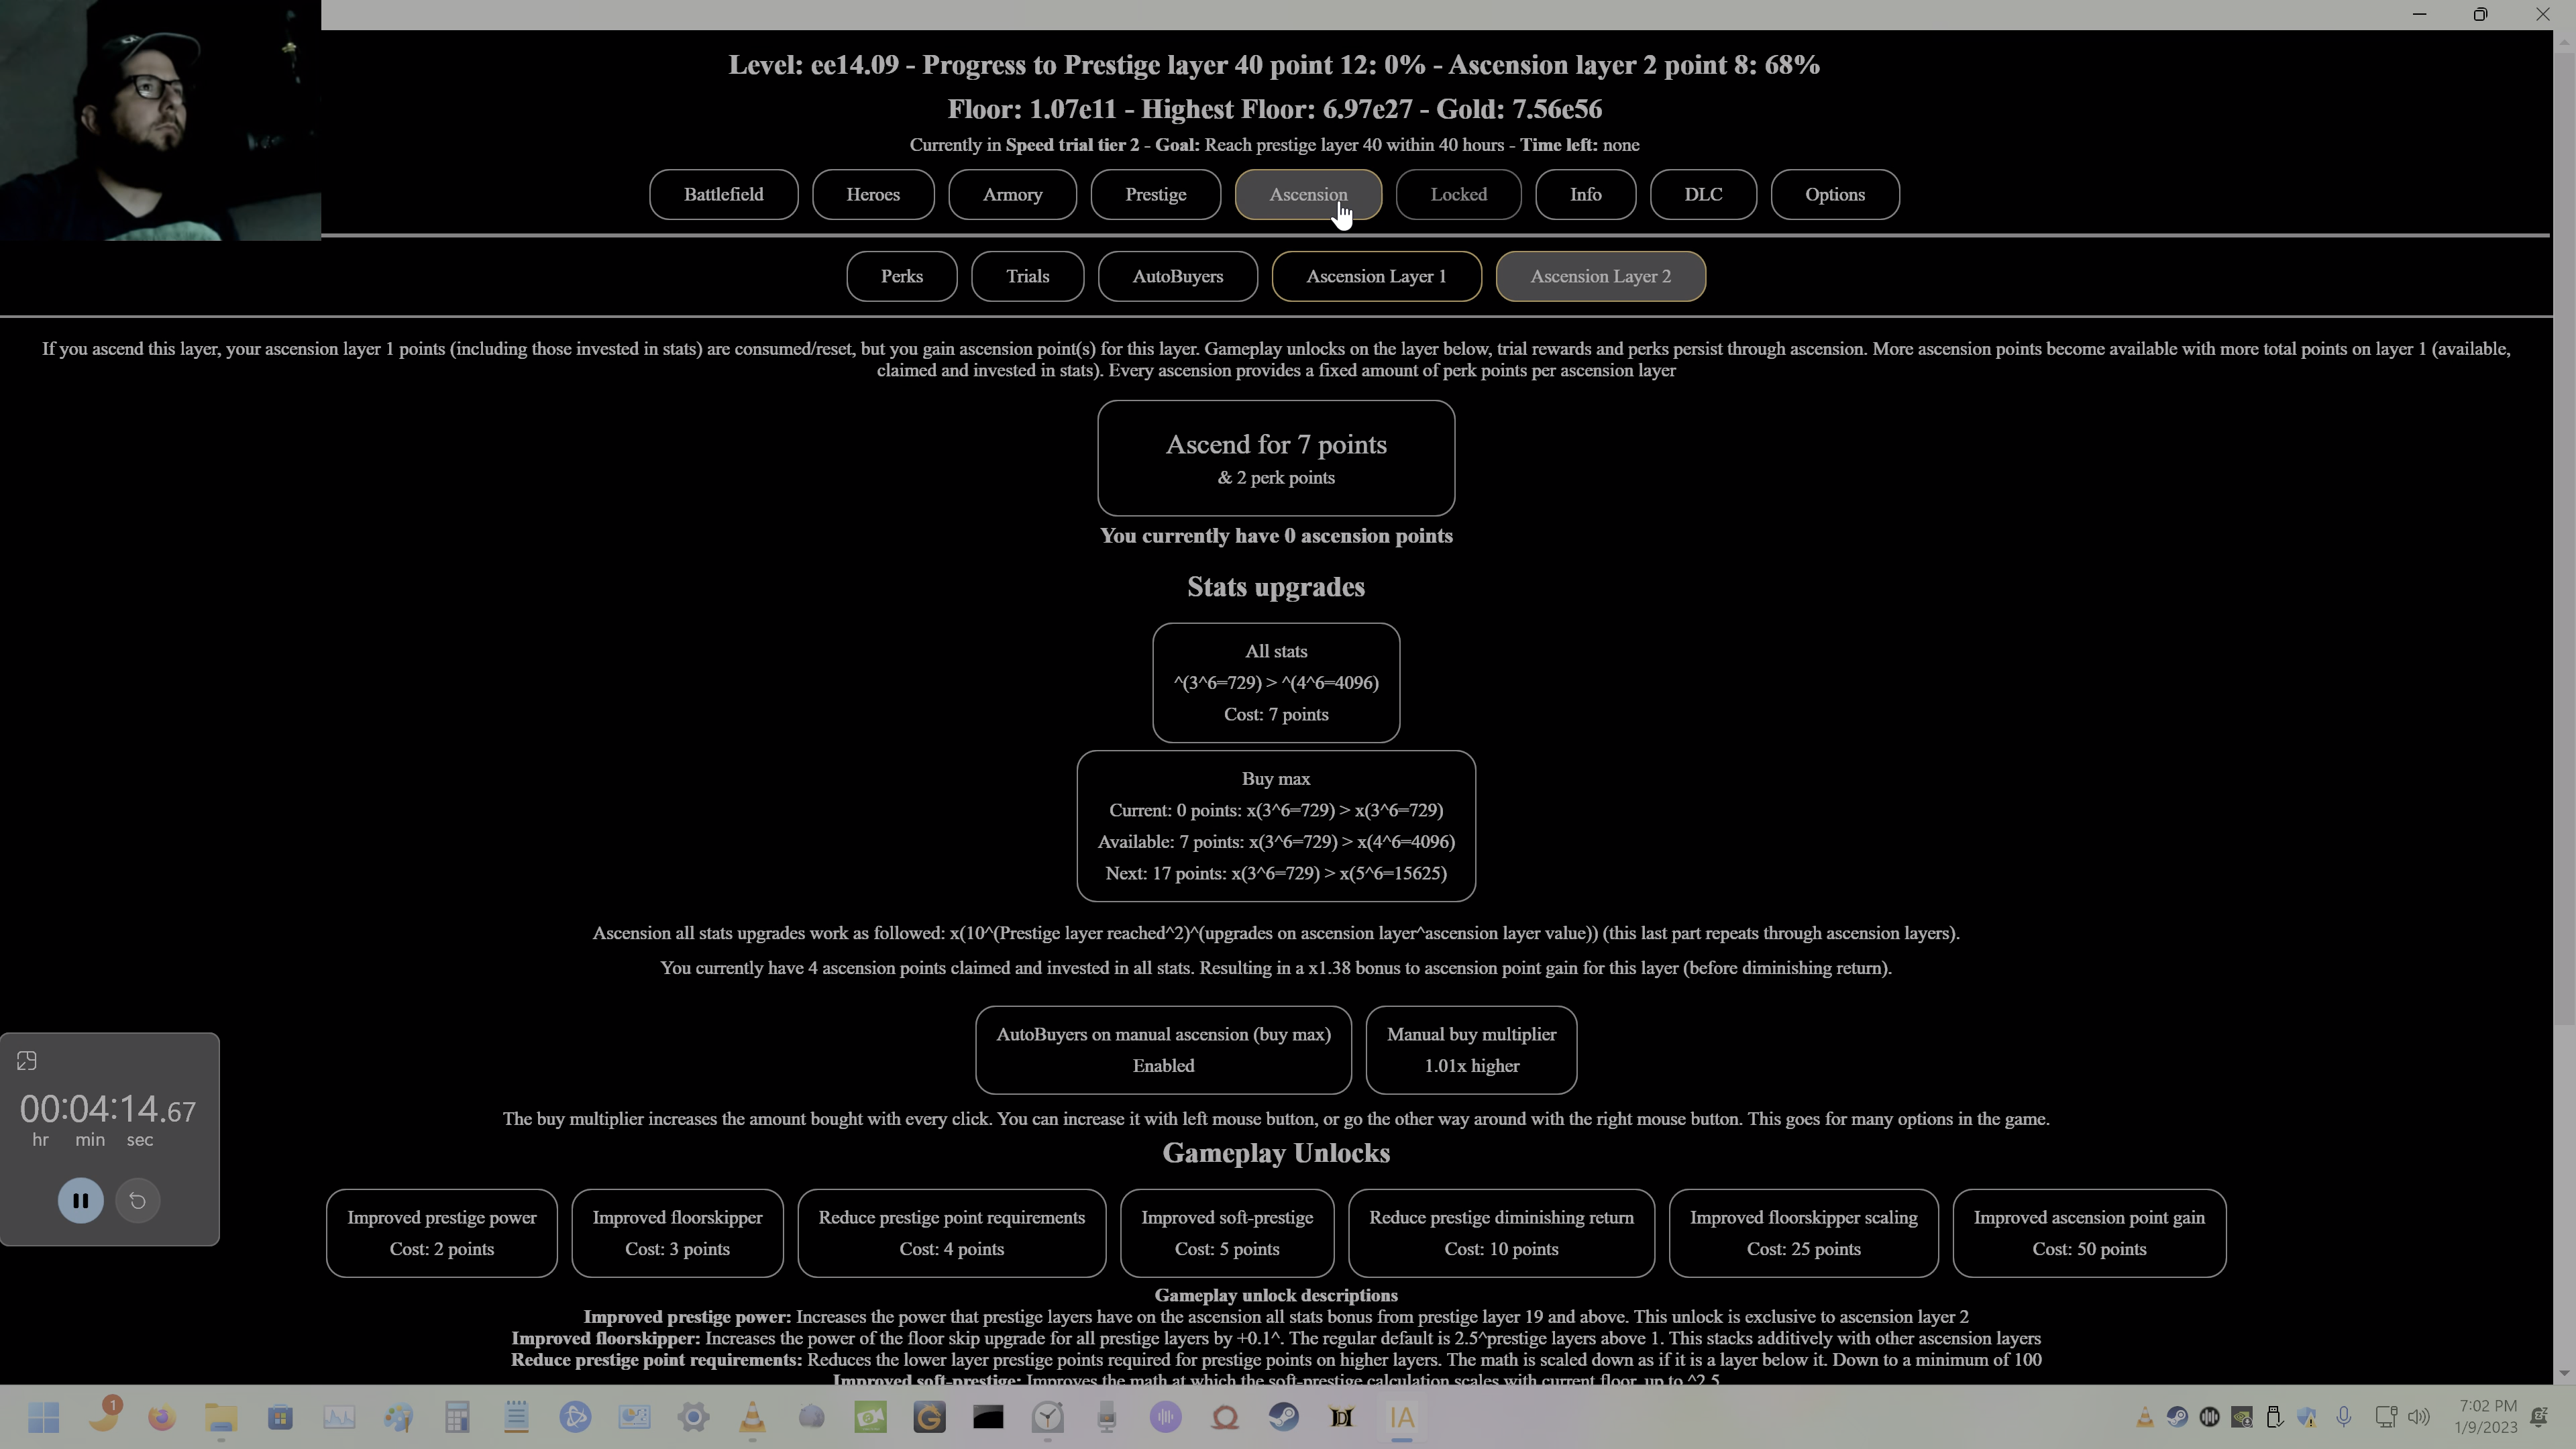 Level: ee14.09 - Progress to Prestige layer 40 point 12: 0% - Ascension layer 2 point 8: 68%
Floor: 1.07e11 - Highest Floor: 6.97e27 - Gold: 7.56e56
Currently in Speed trial tier 2 - Goal: Reach prestige layer 40 within 40 hours - Time left: none
Battlefield Heroes Armory Prestige Ascension Locked Info DLC Options
Perks Trials AutoBuyers Ascension Layer 1 Ascension Layer 2
If you ascend this layer, your ascension layer 1 points (including those invested in stats) are consumed/reset, but you gain ascension point(s) for this layer. Gameplay unlocks on the layer below, trial rewards and perks persist through ascension. More ascension points become available with more total points on layer 1 (available,
claimed and invested in stats). Every ascension provides a fixed amount of perk points per ascension layer
Ascend for 7 points
& 2 perk points
You currently have 0 ascension points
Stats upgrades
All stats
^(3^6=729) > ^(4^6=4096)
Cost: 7 points
Buy max
Current: 0 points: x(3^6=729) > x(3^6=729)
Available: 7 points: x(3^6=729) > x(4^6=4096)
Next: 17 points: x(3^6=729) > x(5^6=15625)
Ascension all stats upgrades work as followed: x(10^(Prestige layer reached^2)^(upgrades on ascension layer^ascension layer value)) (this last part repeats through ascension layers).
You currently have 4 ascension points claimed and invested in all stats. Resulting in a x1.38 bonus to ascension point gain for this layer (before diminishing return).
AutoBuyers on manual ascension (buy max) Manual buy multiplier
Enabled 1.01x higher
The buy multiplier increases the amount bought with every click. You can increase it with left mouse button, or go the other way around with the right mouse button. This goes for many options in the game.
Gameplay Unlocks
Improved prestige power Improved floorskipper Reduce prestige point requirements Improved soft-prestige Reduce prestige diminishing return Improved floorskipper scaling Improved ascension point gain
Cost: 2 points Cost: 3 points Cost: 4 points Cost: 5 points Cost: 10 points Cost: 25 points Cost: 50 points
Gameplay unlock descriptions
Improved prestige power: Increases the power that prestige layers have on the ascension all stats bonus from prestige layer 19 and above. This unlock is exclusive to ascension layer 2
Improved floorskipper: Increases the power of the floor skip upgrade for all prestige layers by +0.1^. The regular default is 2.5^prestige layers above 1. This stacks additively with other ascension layers
Reduce prestige point requirements: Reduces the lower layer prestige points required for prestige points on higher layers. The math is scaled down as if it is a layer below it. Down to a minimum of 100
Improved soft-prestige: Improves the math at which the soft-prestige calculation scales with current floor, up to ^2.5
00:04:14.67
hr min sec
1
IA
7:02 PM
1/9/2023